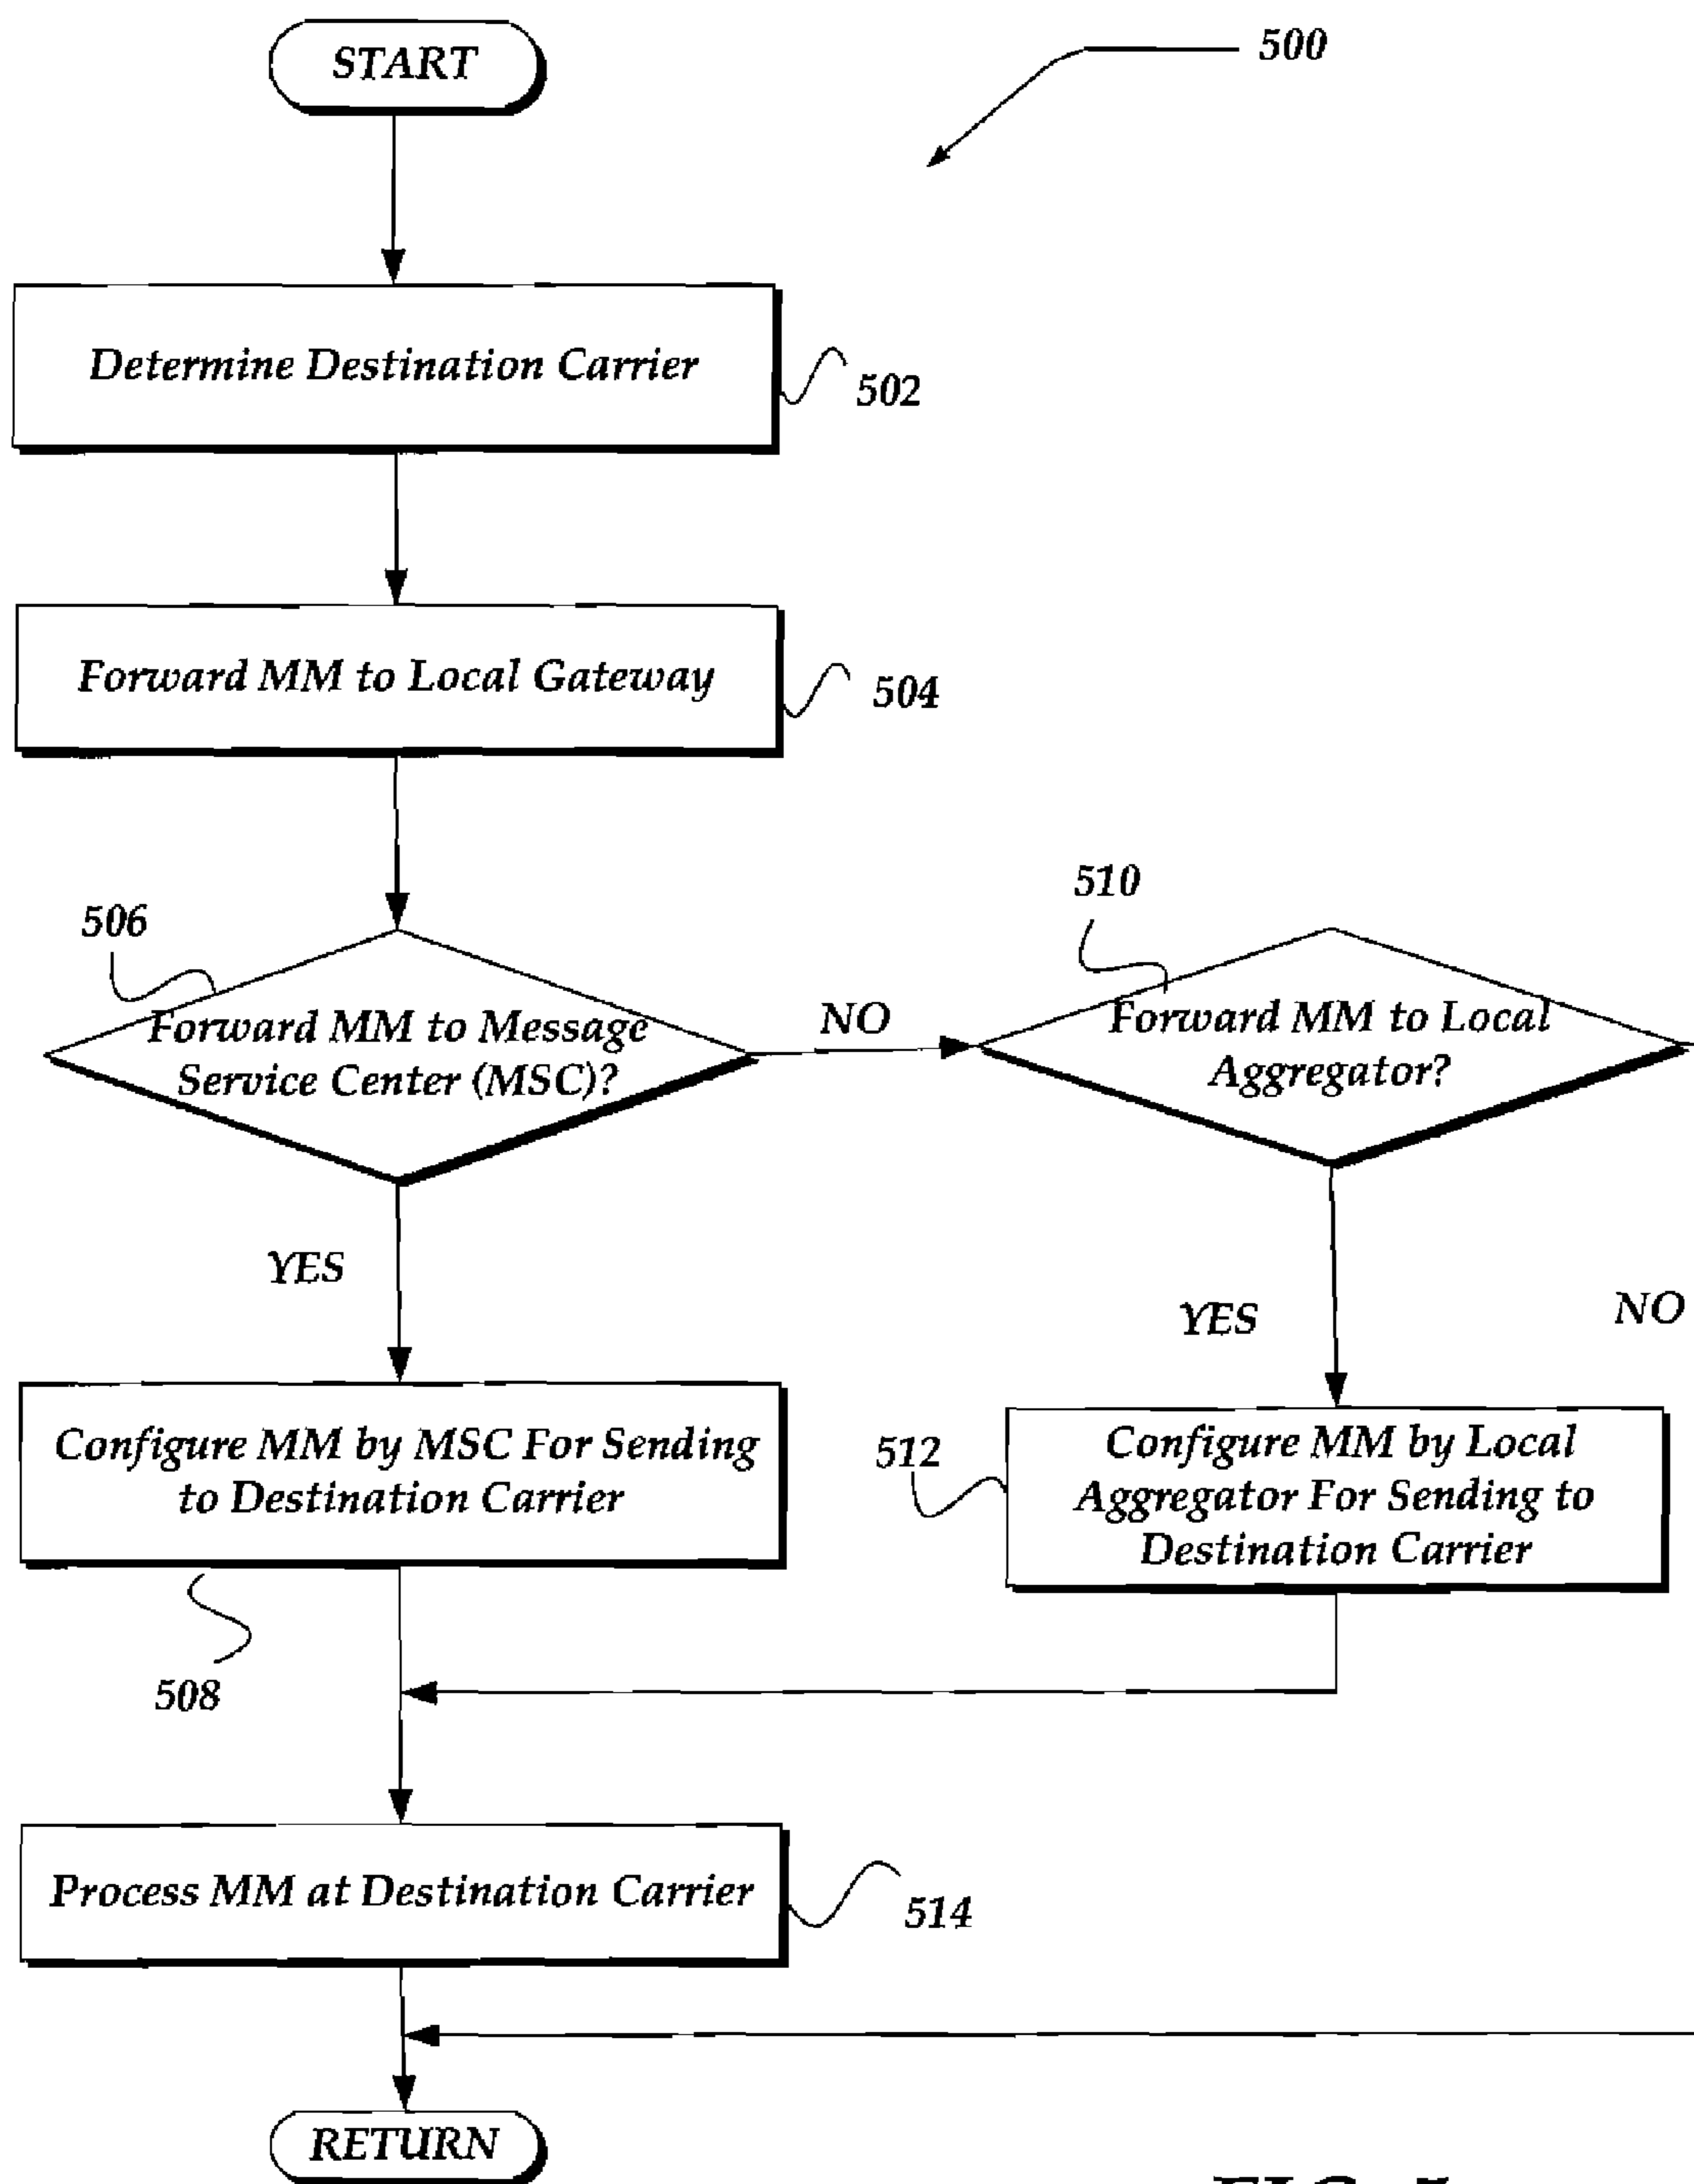 START
500
Determine Destination Carrier
502
Forward MM to Local Gateway
504
506
Forward MM to Message
Service Center (MSC)?
NO
510
Forward MM to Local
Aggregator?
YES
YES
NO
Configure MM by MSC For Sending
to Destination Carrier
508
512
Configure MM by Local
Aggregator For Sending to
Destination Carrier
Process MM at Destination Carrier
514
RETURN